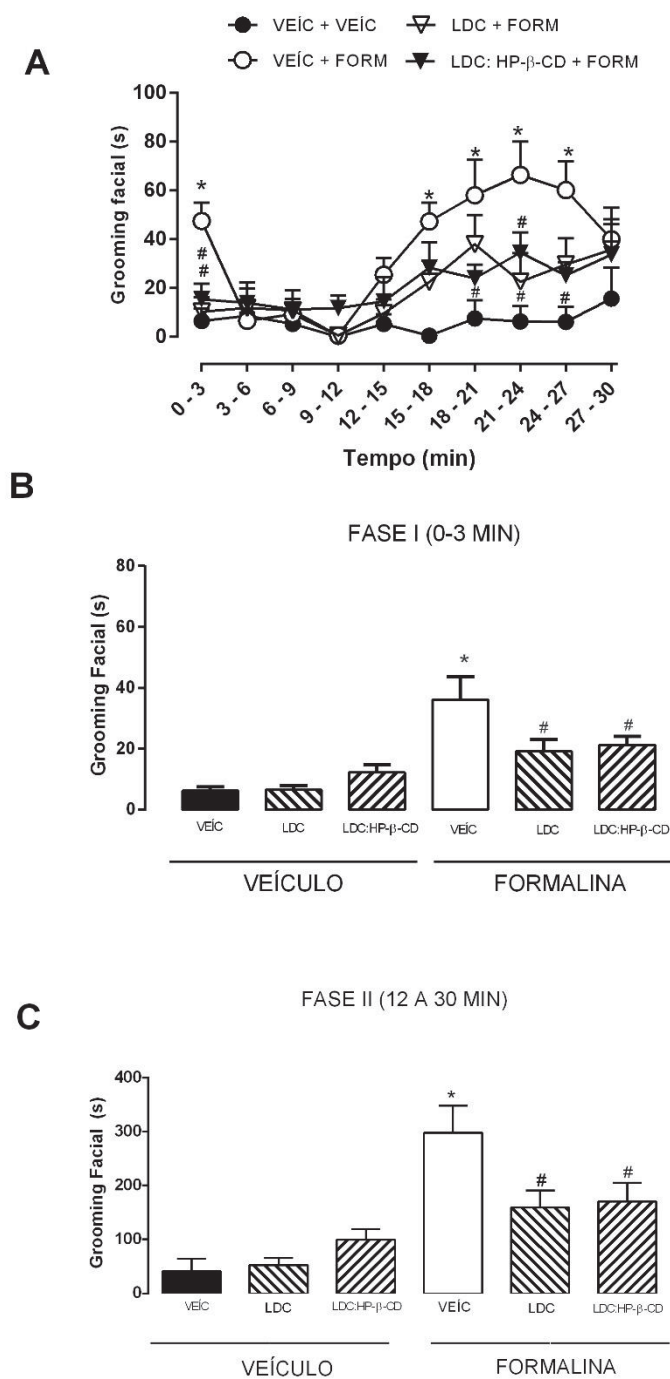 VEÍC + VEÍC
LDC + FORM
VEÍC + FORM
LDC: HP-β-CD + FORM
A
Grooming facial (s)
100
80
60
40
20
0
*
*
*
*
*
#
#
#
#
#
#
0 - 3
3 - 6
6 - 9
9 - 12
12 - 15
15 - 18
18 - 21
21 - 24
24 - 27
27 - 30
Tempo (min)
B
FASE I (0-3 MIN)
Grooming Facial (s)
80
60
40
20
0
*
#
#
VEÍC
LDC
LDC:HP-β-CD
VEÍC
LDC
LDC:HP-β-CD
VEÍCULO
FORMALINA
C
FASE II (12 A 30 MIN)
Grooming Facial (s)
400
300
200
100
0
*
#
#
VEÍC
LDC
LDC:HP-β-CD
VEÍC
LDC
LDC:HP-β-CD
VEÍCULO
FORMALINA